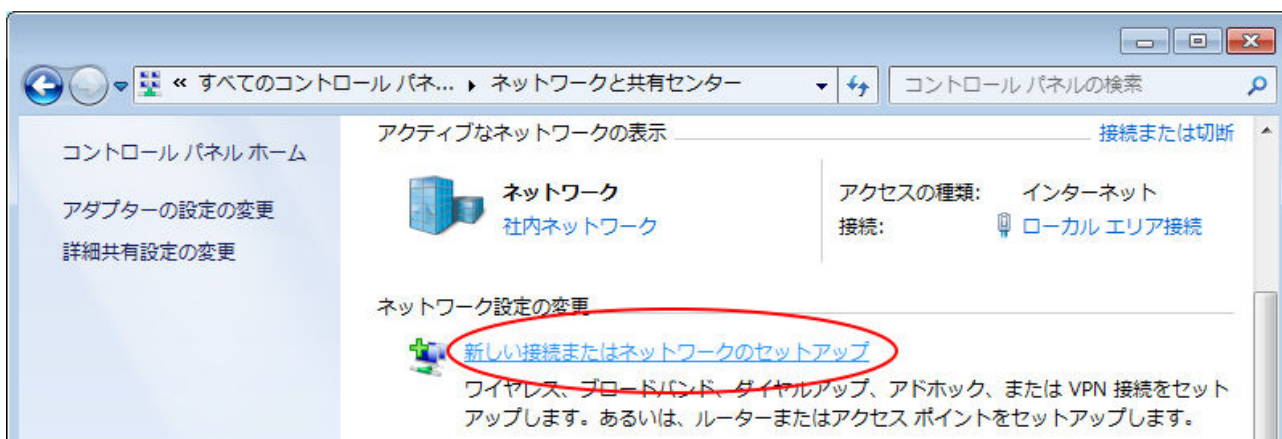 « すべてのコントロール パネ... ▸ ネットワークと共有センター
コントロール パネルの検索
コントロール パネル ホーム
アダプターの設定の変更
詳細共有設定の変更
アクティブなネットワークの表示
接続または切断
ネットワーク
社内ネットワーク
アクセスの種類: インターネット
接続: ローカル エリア接続
ネットワーク設定の変更
新しい接続またはネットワークのセットアップ
ワイヤレス、ブロードバンド、ダイヤルアップ、アドホック、または VPN 接続をセット
アップします。あるいは、ルーターまたはアクセス ポイントをセットアップします。